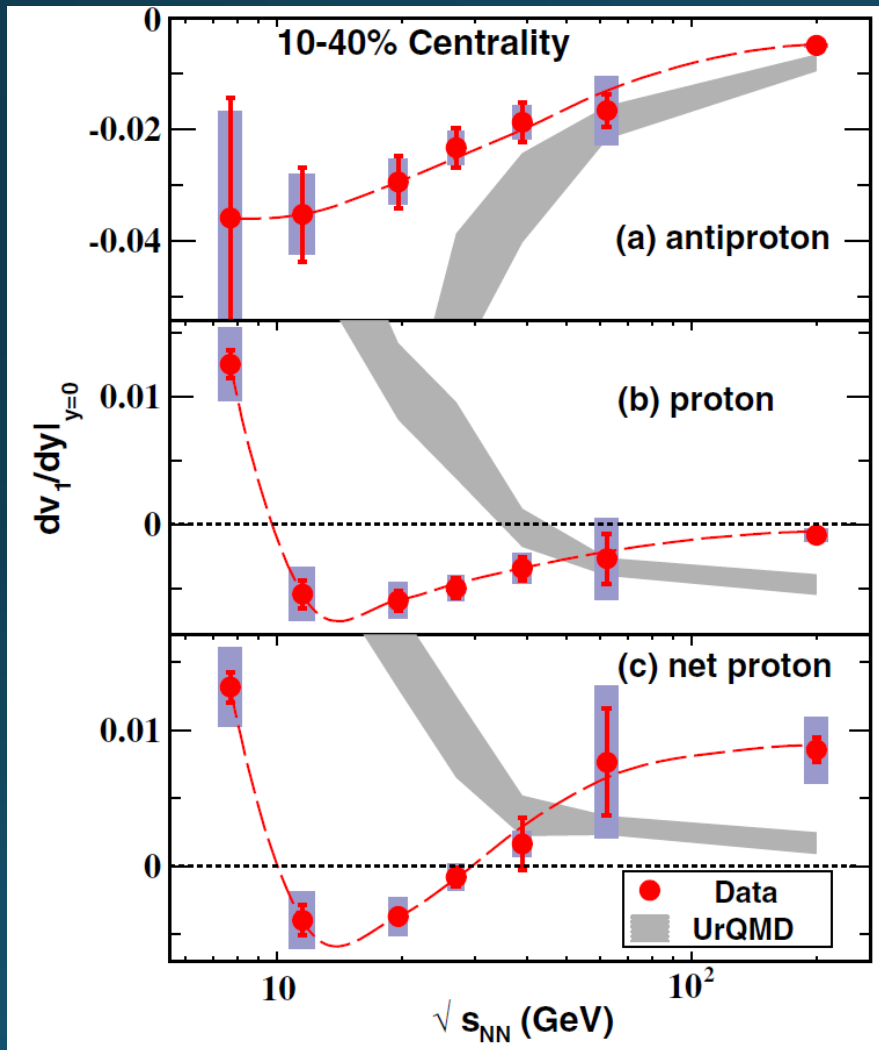 10-40% Centrality
0
-0.02
-0.04
(a) antiproton
0.01
0
(b) proton
dv₁/dy|y=0
0.01
0
(c) net proton
Data
UrQMD
10
10²
√ sNN (GeV)